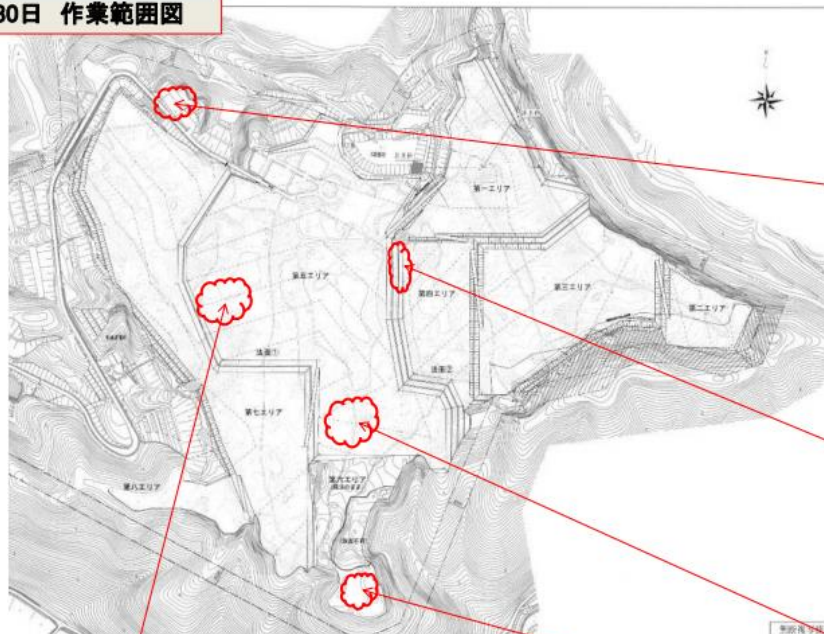 30日 作業範囲図
第一エリア
第五エリア
第四エリア
第三エリア
第二エリア
法面①
法面②
第七エリア
第六エリア
第八エリア